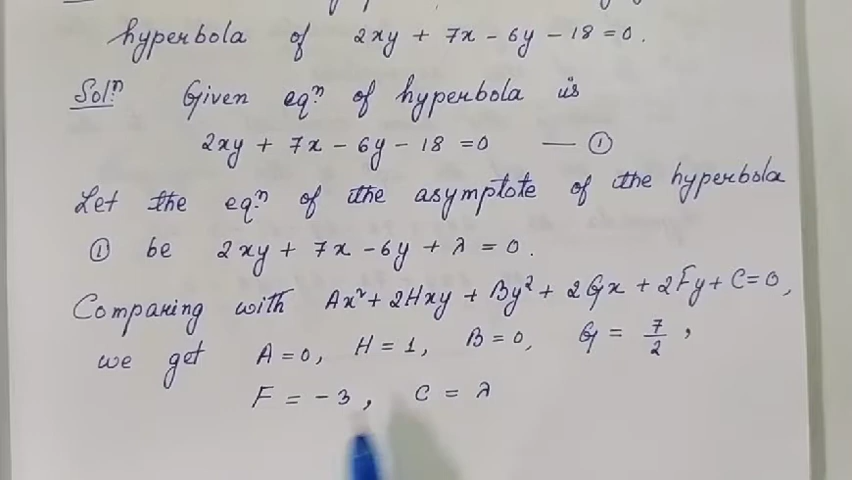 hyperbola of 2xy + 7x - 6y - 18 = 0.
Solⁿ Given eqⁿ of hyperbola is
2xy + 7x - 6y - 18 = 0 — ①
Let the eqⁿ of the asymptote of the hyperbola
① be 2xy + 7x - 6y + λ = 0.
Comparing with Ax² + 2Hxy + By² + 2Gx + 2Fy + C = 0,
we get A = 0, H = 1, B = 0, G = 7/2,
F = -3, C = λ